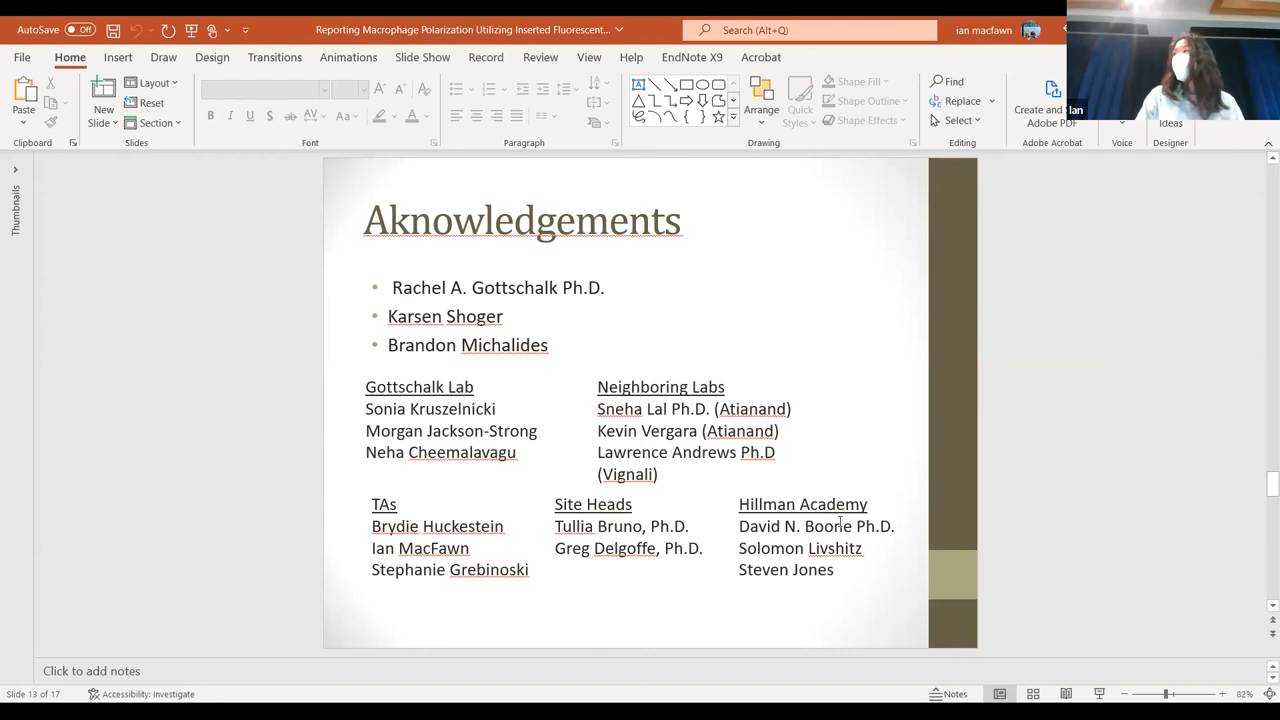 AutoSave Off Reporting Macrophage Polarization Utilizing Inserted Fluorescent... Search (Alt+Q) ian macfawn
File Home Insert Draw Design Transitions Animations Slide Show Record Review View Help EndNote X9 Acrobat
Paste
New
Slide
Layout
Reset
Section
B I U S ab AV Aa A
Arrange
Quick
Styles
Shape Fill
Shape Outline
Shape Effects
Find
Replace
Select
Create and
Adobe PDF
Ian
Ideas
Clipboard Slides Font Paragraph Drawing Editing Adobe Acrobat Voice Designer
Thumbnails
Aknowledgements
• Rachel A. Gottschalk Ph.D.
• Karsen Shoger
• Brandon Michalides
Gottschalk Lab
Sonia Kruszelnicki
Morgan Jackson-Strong
Neha Cheemalavagu
Neighboring Labs
Sneha Lal Ph.D. (Atianand)
Kevin Vergara (Atianand)
Lawrence Andrews Ph.D
(Vignali)
TAs
Brydie Huckestein
Ian MacFawn
Stephanie Grebinoski
Site Heads
Tullia Bruno, Ph.D.
Greg Delgoffe, Ph.D.
Hillman Academy
David N. Boone Ph.D.
Solomon Livshitz
Steven Jones
Click to add notes
Slide 13 of 17 Accessibility: Investigate Notes 82%